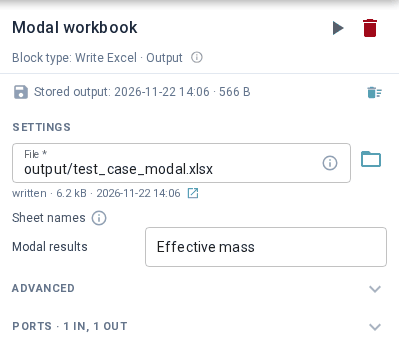 Modal workbook
Block type: Write Excel · Output
Stored output: 2026-11-22 14:06 · 566 B
SETTINGS
File *
output/test_case_modal.xlsx
written · 6.2 kB · 2026-11-22 14:06
Sheet names
Modal results
Effective mass
ADVANCED
PORTS · 1 IN, 1 OUT